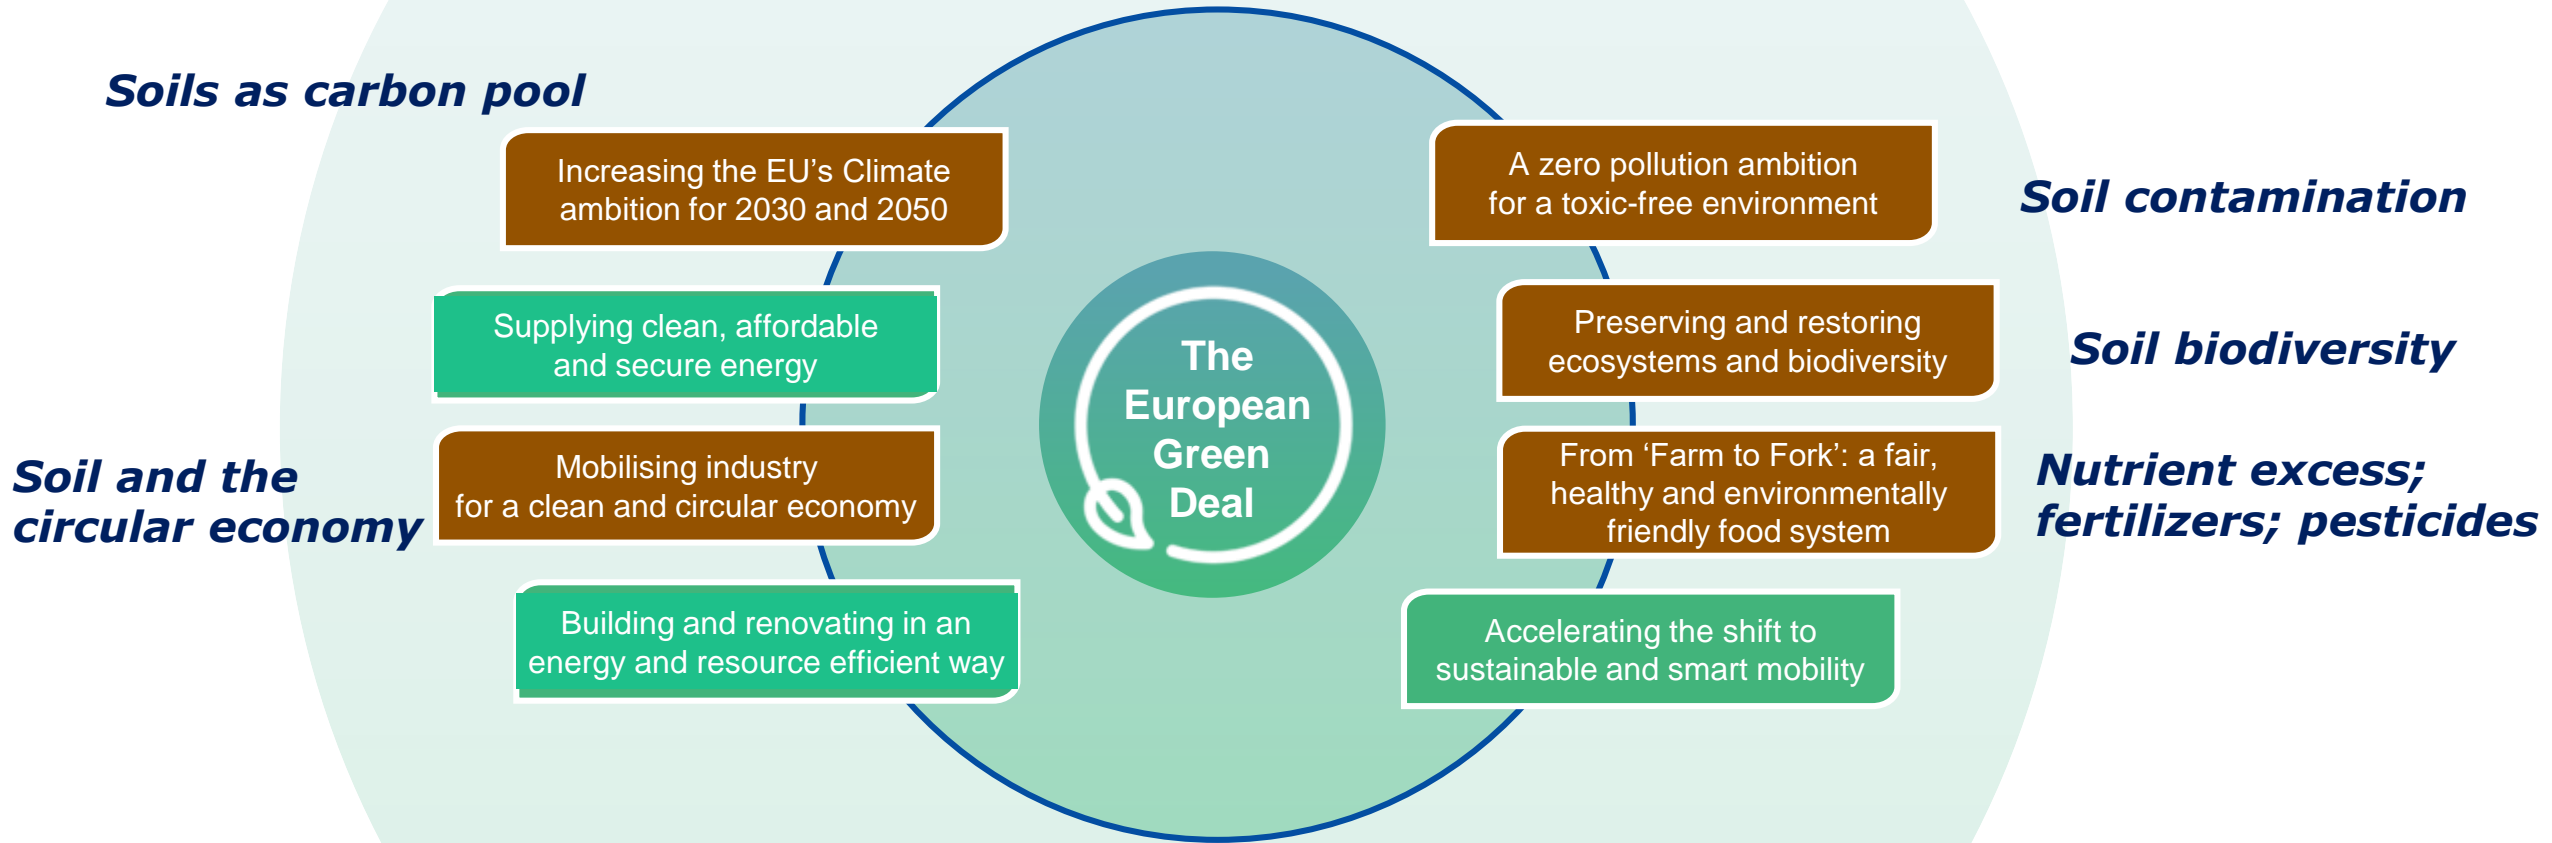 Soils as carbon pool
Increasing the EU’s Climate
ambition for 2030 and 2050
Supplying clean, affordable
and secure energy
Soil and the
circular economy
Mobilising industry
for a clean and circular economy
Building and renovating in an
energy and resource efficient way
The
European
Green
Deal
A zero pollution ambition
for a toxic-free environment
Soil contamination
Preserving and restoring
ecosystems and biodiversity
Soil biodiversity
From ‘Farm to Fork’: a fair,
healthy and environmentally
friendly food system
Nutrient excess;
fertilizers; pesticides
Accelerating the shift to
sustainable and smart mobility